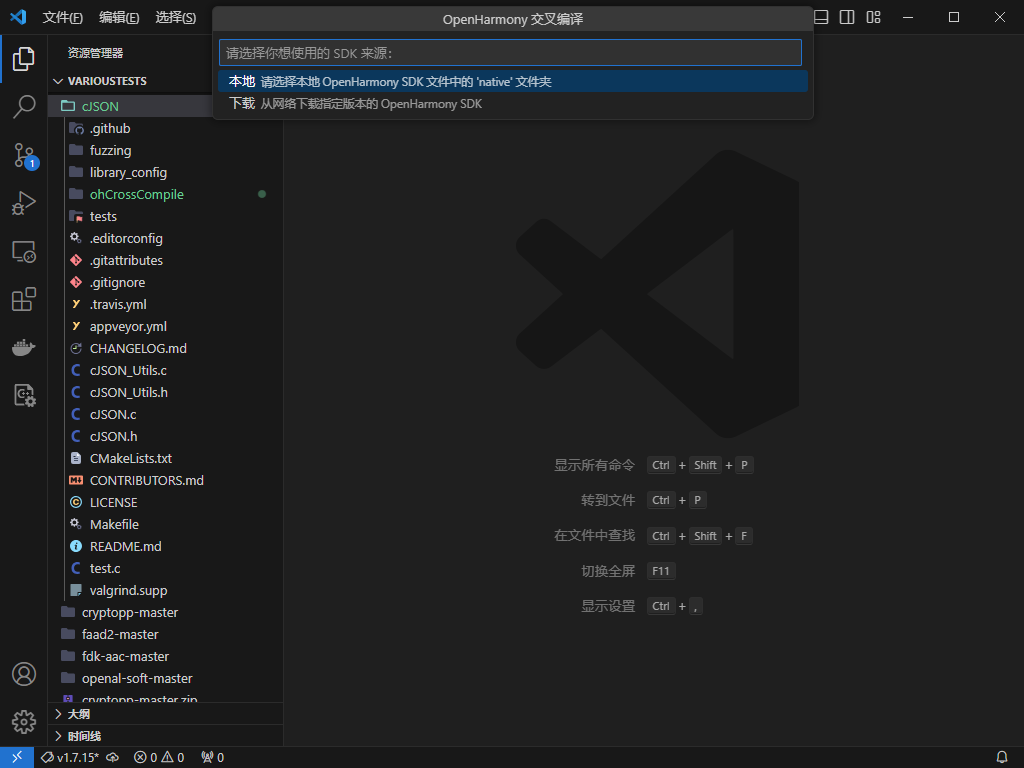 文件(F) 编辑(E) 选择(S)
OpenHarmony 交叉编译
请选择你想使用的 SDK 来源:
本地 请选择本地 OpenHarmony SDK 文件中的 'native' 文件夹
下载 从网络下载指定版本的 OpenHarmony SDK
资源管理器
VARIOUSTESTS
cJSON
.github
fuzzing
library_config
ohCrossCompile
tests
.editorconfig
.gitattributes
.gitignore
.travis.yml
appveyor.yml
CHANGELOG.md
cJSON_Utils.c
cJSON_Utils.h
cJSON.c
cJSON.h
CMakeLists.txt
CONTRIBUTORS.md
LICENSE
Makefile
README.md
test.c
valgrind.supp
cryptopp-master
faad2-master
fdk-aac-master
openal-soft-master
cryptopp-master.zip
大纲
时间线
1
显示所有命令 Ctrl + Shift + P
转到文件 Ctrl + P
在文件中查找 Ctrl + Shift + F
切换全屏 F11
显示设置 Ctrl + ,
v1.7.15* 0 0 0